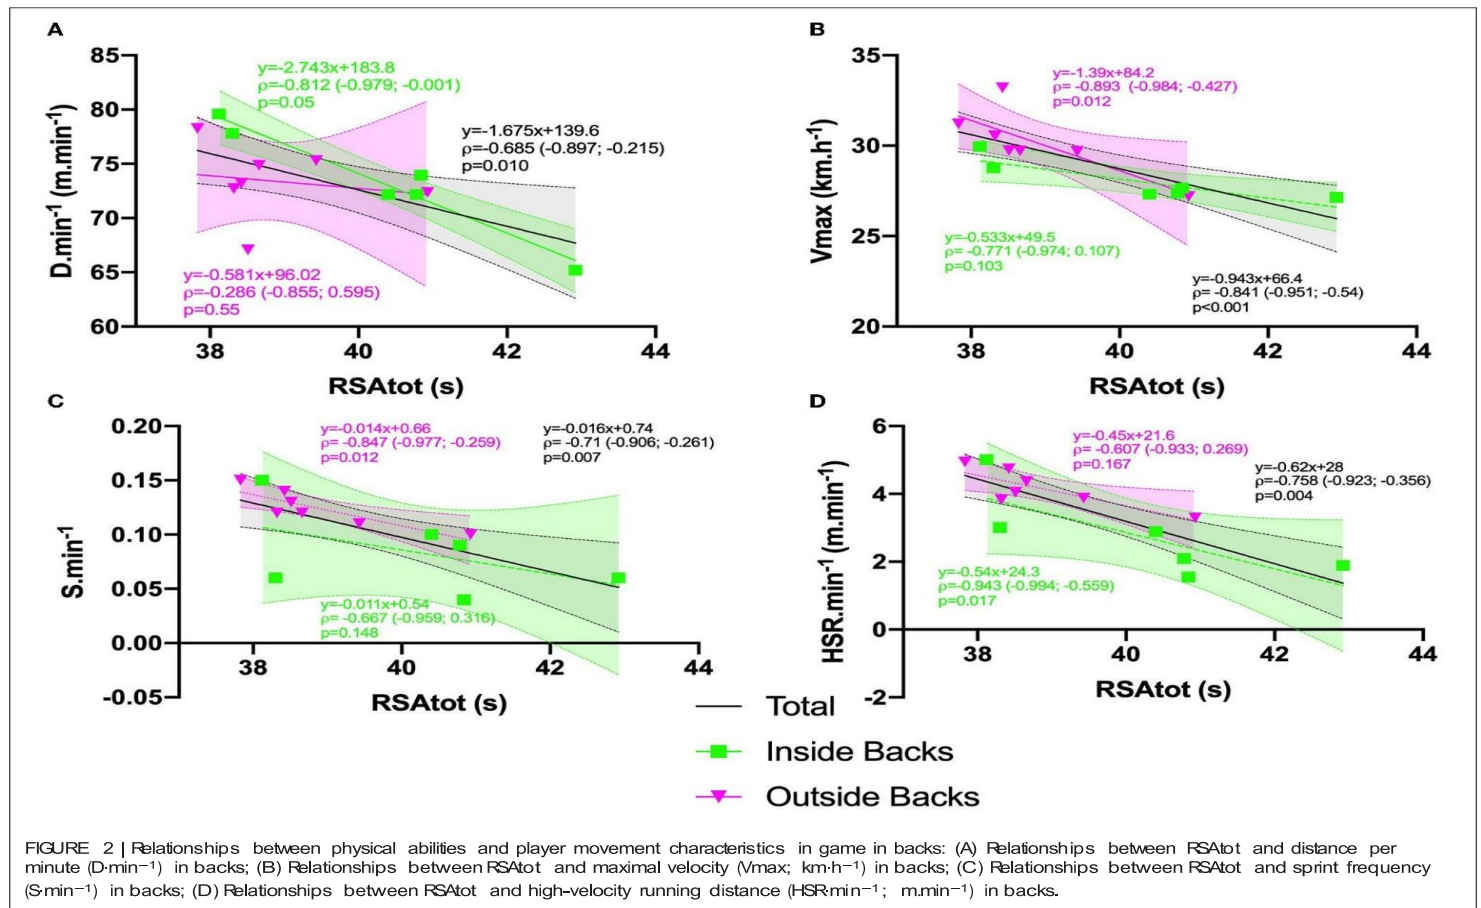 A
85
80
75
70
65
60
D.min⁻¹ (m.min⁻¹)
y=-2.743x+183.8
ρ=-0.812 (-0.979; -0.001)
p=0.05
y=-1.675x+139.6
ρ=-0.685 (-0.897; -0.215)
p=0.010
y=-0.581x+96.02
ρ=-0.286 (-0.855; 0.595)
p=0.55
38 40 42 44
RSAtot (s)
B
35
30
25
20
Vmax (km.h⁻¹)
y=-1.39x+84.2
ρ= -0.893 (-0.984; -0.427)
p=0.012
y=-0.533x+49.5
ρ= -0.771 (-0.974; 0.107)
p=0.103
y=-0.943x+66.4
ρ= -0.841 (-0.951; -0.54)
p<0.001
38 40 42 44
RSAtot (s)
C
0.20
0.15
0.10
0.05
0.00
-0.05
S.min⁻¹
y=-0.014x+0.66
ρ= -0.847 (-0.977; -0.259)
p=0.012
y=-0.016x+0.74
ρ= -0.71 (-0.906; -0.261)
p=0.007
y=-0.011x+0.54
ρ= -0.667 (-0.959; 0.316)
p=0.148
38 40 42 44
RSAtot (s)
D
6
4
2
0
-2
HSR.min⁻¹ (m.min⁻¹)
y=-0.45x+21.6
ρ= -0.607 (-0.933; 0.269)
p=0.167
y=-0.62x+28
ρ=-0.758 (-0.923; -0.356)
p=0.004
y=-0.54x+24.3
ρ=-0.943 (-0.994; -0.559)
p=0.017
38 40 42 44
RSAtot (s)
Total
Inside Backs
Outside Backs
FIGURE 2 | Relationships between physical abilities and player movement characteristics in game in backs: (A) Relationships between RSAtot and distance per
minute (D·min⁻¹) in backs; (B) Relationships between RSAtot and maximal velocity (Vmax; km·h⁻¹) in backs; (C) Relationships between RSAtot and sprint frequency
(S·min⁻¹) in backs; (D) Relationships between RSAtot and high-velocity running distance (HSR·min⁻¹; m.min⁻¹) in backs.